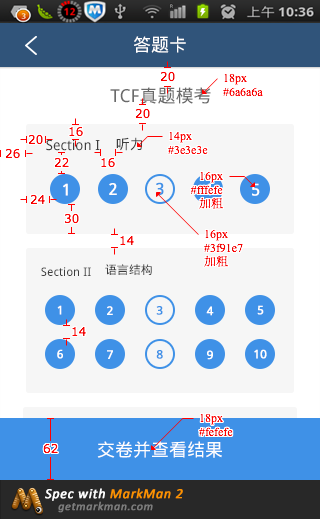 3
12
上午 10:36
答题卡
20
18px
#6a6a6a
TCF真题模考
20
16
14px
#3e3e3e
Section I 听力
20
26
22
16
16px
#fffefe
加粗
1 2 3 5
24
30
16px
#3f91e7
加粗
14
Section II 语言结构
1 2 3 4 5
14
6 7 8 9 10
18px
#fefefe
62
交卷并查看结果
Spec with MarkMan 2
getmarkman.com